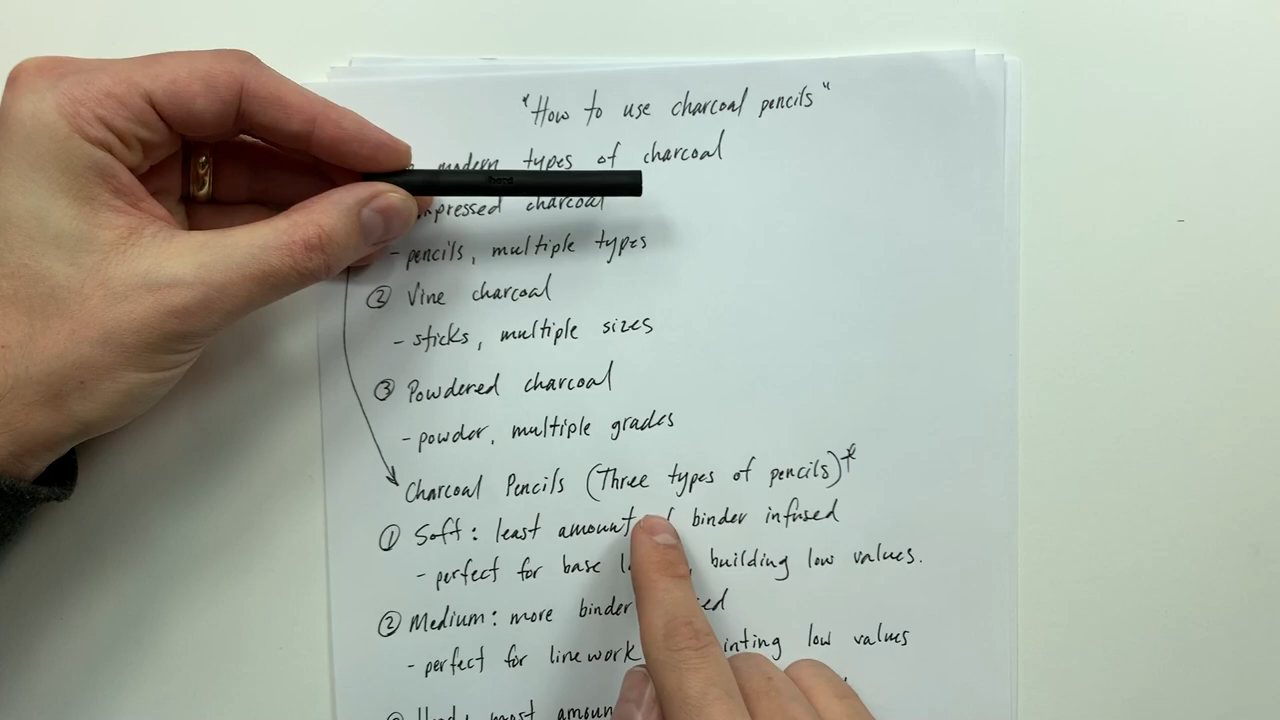 "How to use charcoal pencils"
modern types of charcoal
hard
charcoal
- pencils, multiple types
② Vine charcoal
- sticks, multiple sizes
③ Powdered charcoal
- powder, multiple grades
Charcoal Pencils (Three types of pencils)*
① Soft: least amount binder infused
- perfect for base building low values.
② Medium: more binder
- perfect for linework low values
most